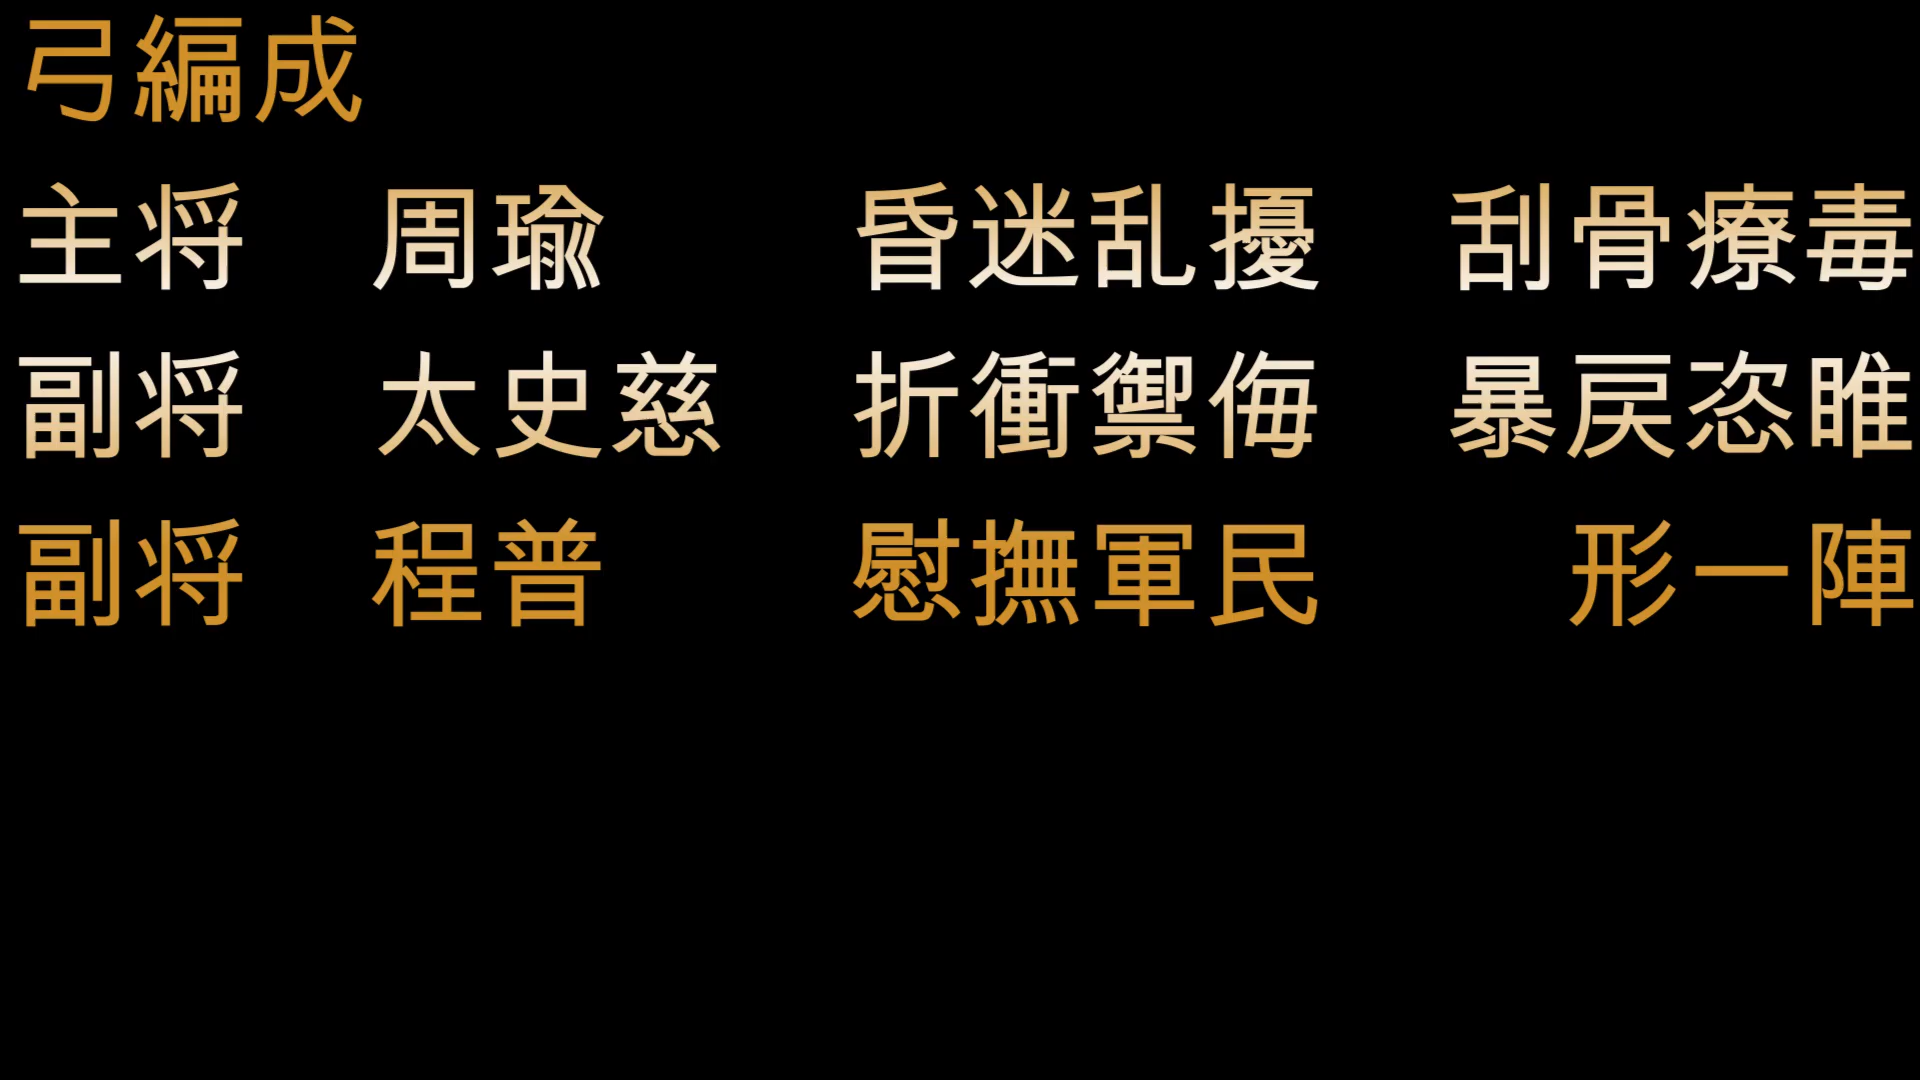 弓編成
主将 周瑜 昏迷乱擾 刮骨療毒
副将 太史慈 折衝禦侮 暴戻恣睢
副将 程普 慰撫軍民 形一陣